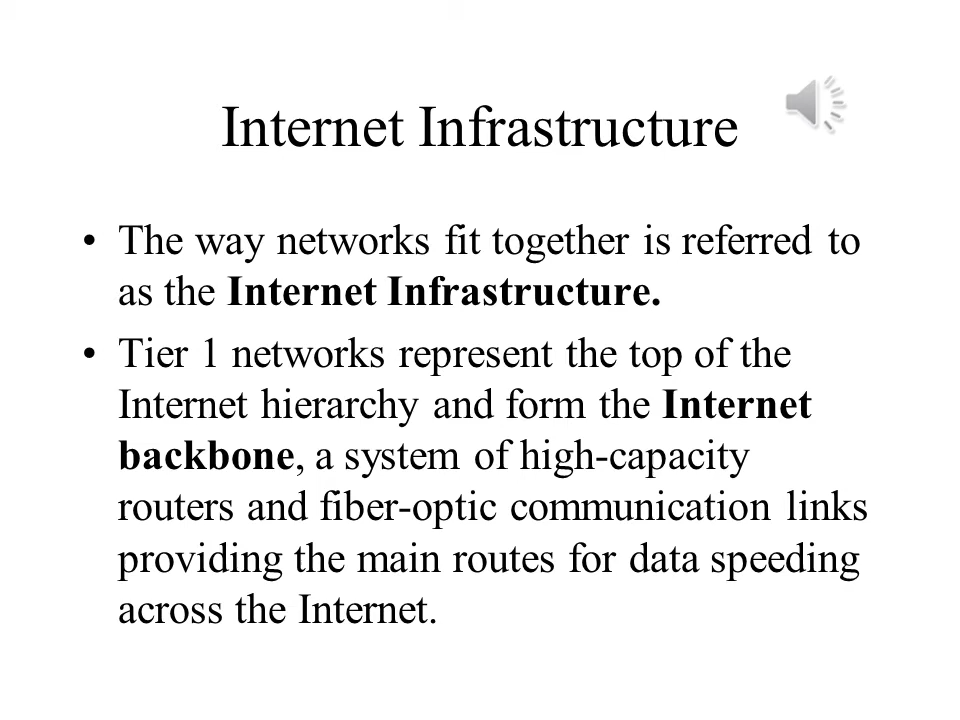 Internet Infrastructure
• The way networks fit together is referred to
as the Internet Infrastructure.
• Tier 1 networks represent the top of the
Internet hierarchy and form the Internet
backbone, a system of high-capacity
routers and fiber-optic communication links
providing the main routes for data speeding
across the Internet.